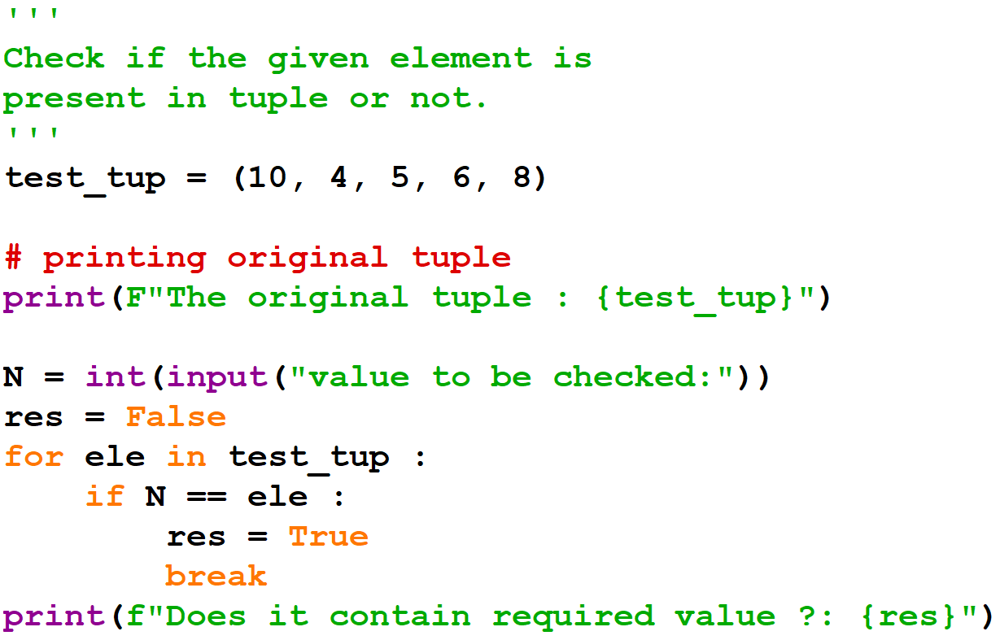 '''
Check if the given element is
present in tuple or not.
'''
test_tup = (10, 4, 5, 6, 8)
# printing original tuple
print(F"The original tuple : {test_tup}")
N = int(input("value to be checked:"))
res = False
for ele in test_tup :
    if N == ele :
        res = True
        break
print(f"Does it contain required value ?: {res}")